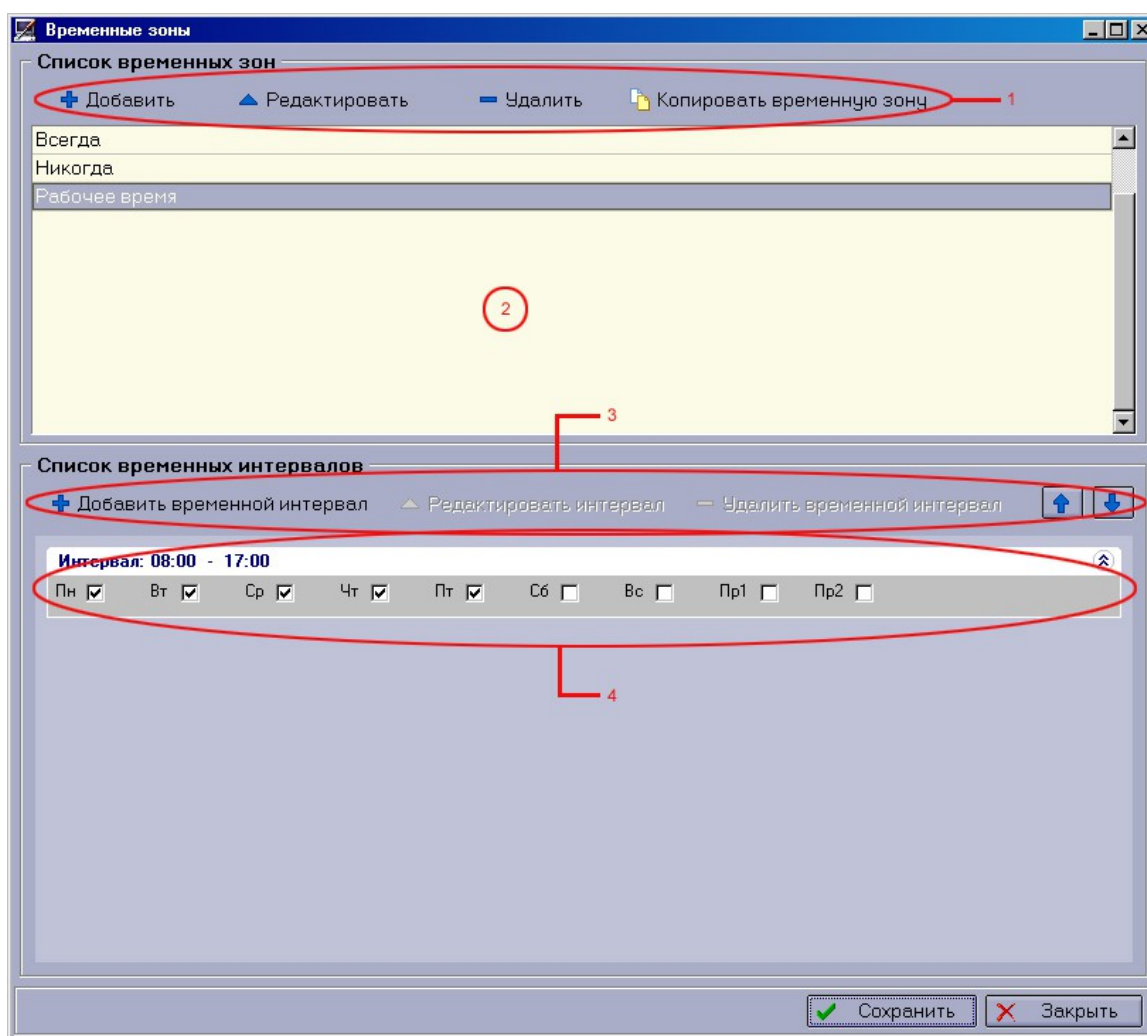 Временные зоны
Список временных зон
Добавить Редактировать Удалить Копировать временную зону 1
Всегда
Никогда
Рабочее время
2
3
Список временных интервалов
Добавить временной интервал Редактировать интервал Удалить временной интервал
Интервал: 08:00 - 17:00
Пн Вт Ср Чт Пт Сб Вс Пр1 Пр2
4
Сохранить Закрыть